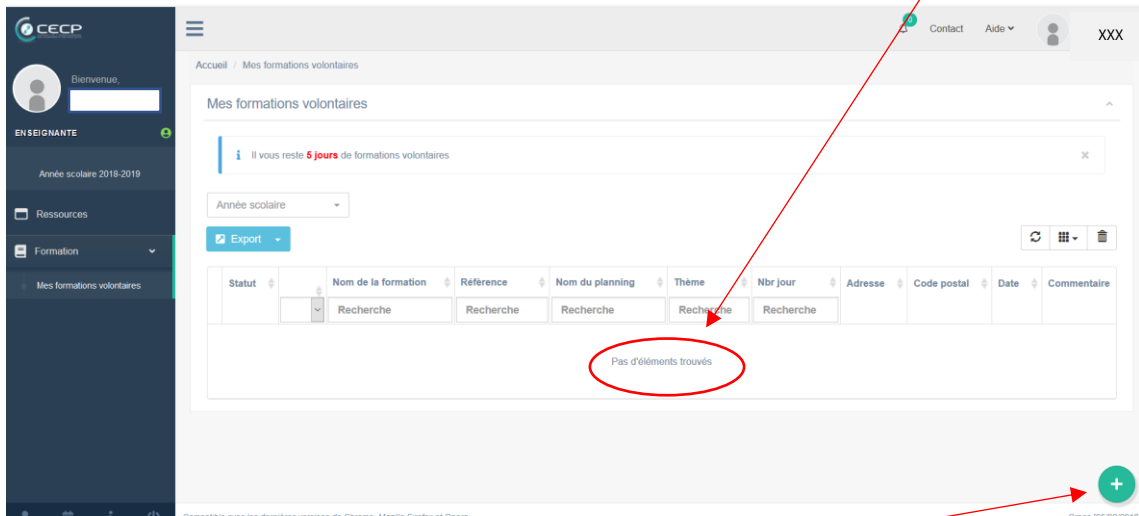 CECP
Contact Aide
XXX
Bienvenue,
ENSEIGNANTE
Année scolaire 2018-2019
Ressources
Formation
Mes formations volontaires
Accueil / Mes formations volontaires
Mes formations volontaires
Il vous reste 5 jours de formations volontaires
Année scolaire
Export
Statut Nom de la formation Référence Nom du planning Thème Nbr jour Adresse Code postal Date Commentaire
Recherche Recherche Recherche Recherche Recherche
Pas d'éléments trouvés
+